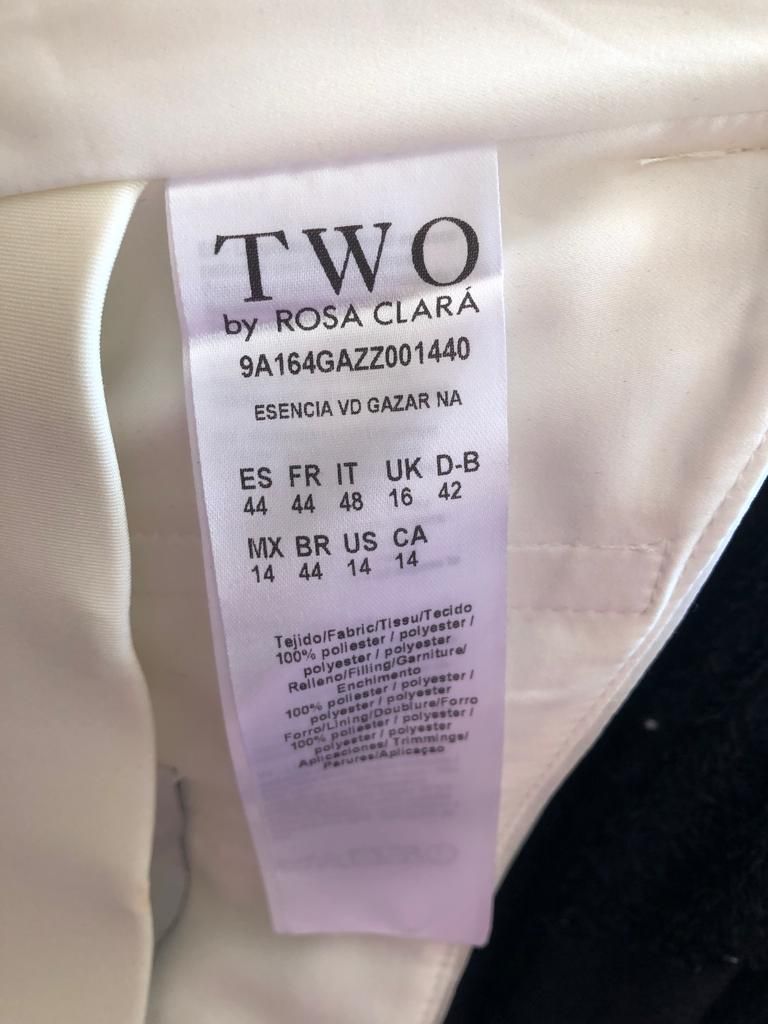 TWO
by ROSA CLARÁ
9A164GAZZ001440
ESENCIA VD GAZAR NA
ES FR IT UK D-B
44 44 48 16 42
MX BR US CA
14 44 14 14
Tejido/Fabric/Tissu/Tecido
100% poliester / polyester /
polyester / polyester
Relleno/Filling/Garniture/
Enchimento
100% poliester / polyester /
polyester / polyester
Forro/Lining/Doublure/Forro
100% poliester / polyester /
polyester / polyester
Aplicaciones/ Trimmings/
Parures/Aplicaçao